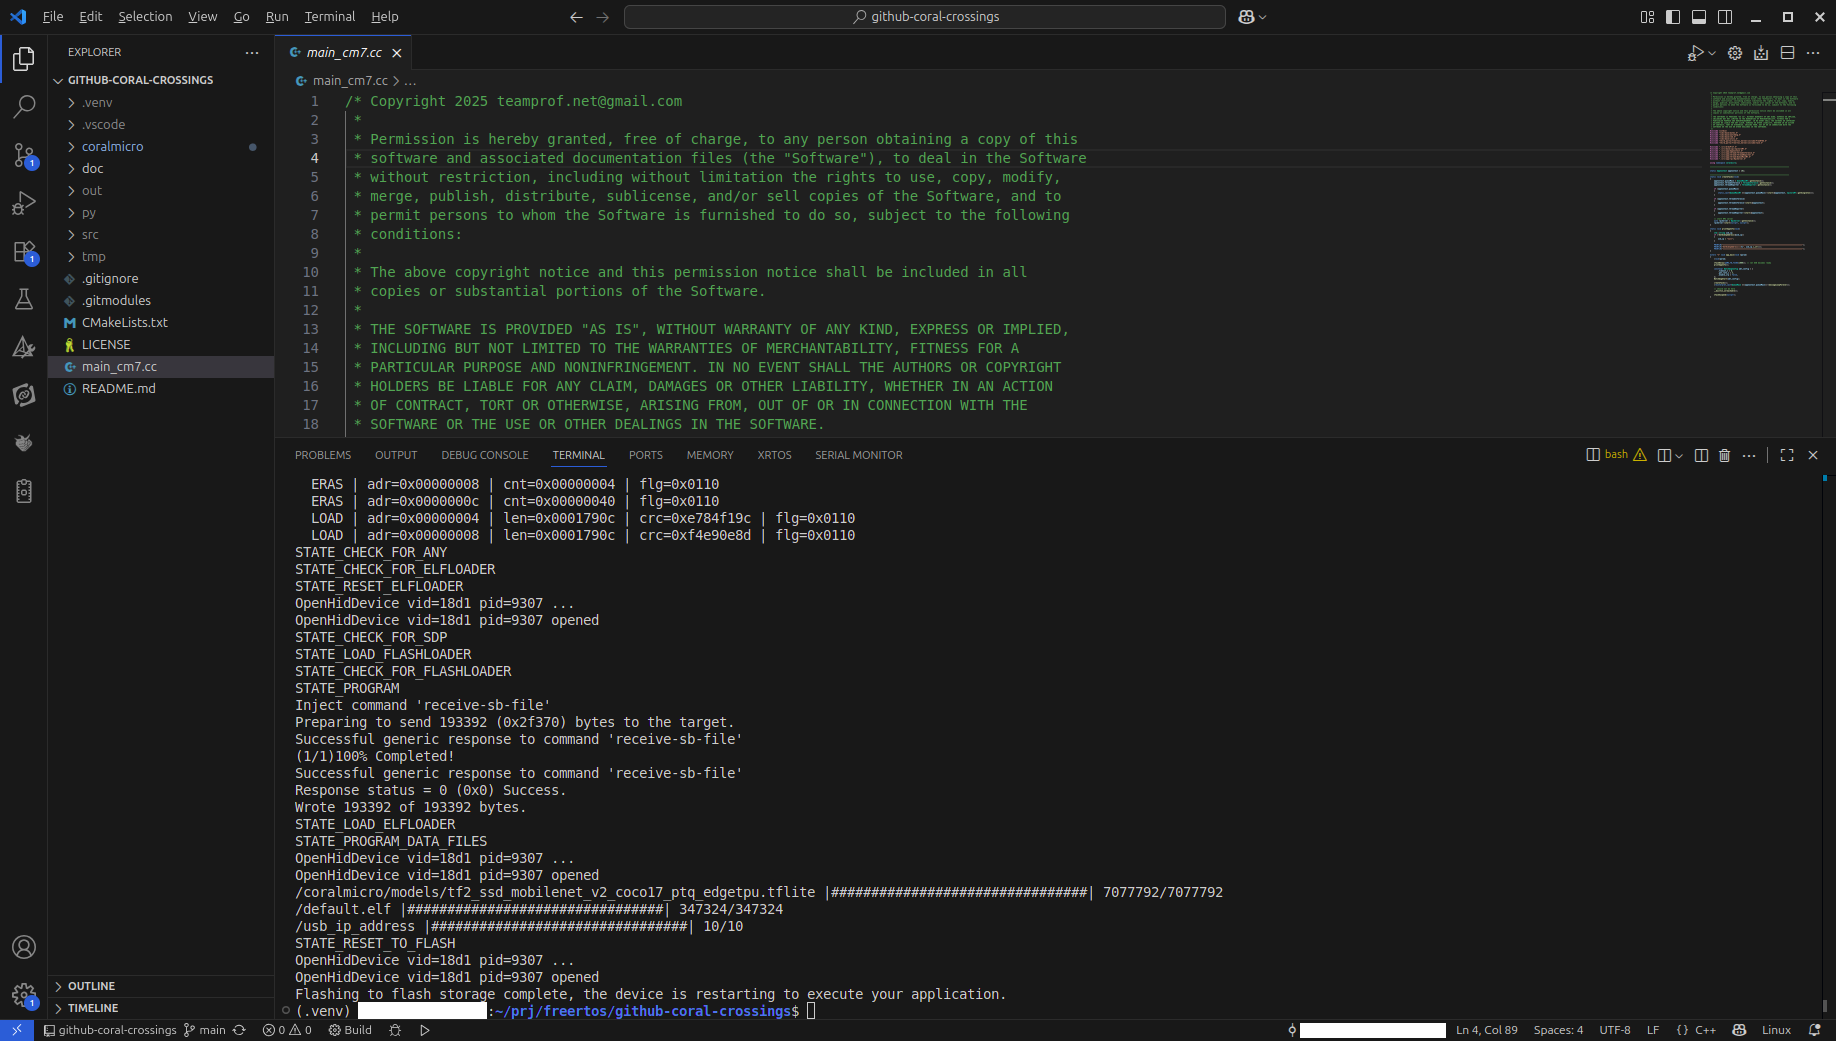 File Edit Selection View Go Run Terminal Help
github-coral-crossings
EXPLORER
GITHUB-CORAL-CROSSINGS
.venv
.vscode
coralmicro
doc
out
py
src
tmp
.gitignore
.gitmodules
CMakeLists.txt
LICENSE
main_cm7.cc
README.md
OUTLINE
TIMELINE
1
1
1
main_cm7.cc
main_cm7.cc > ...
1 /* Copyright 2025 teamprof.net@gmail.com
2 *
3 * Permission is hereby granted, free of charge, to any person obtaining a copy of this
4 * software and associated documentation files (the "Software"), to deal in the Software
5 * without restriction, including without limitation the rights to use, copy, modify,
6 * merge, publish, distribute, sublicense, and/or sell copies of the Software, and to
7 * permit persons to whom the Software is furnished to do so, subject to the following
8 * conditions:
9 *
10 * The above copyright notice and this permission notice shall be included in all
11 * copies or substantial portions of the Software.
12 *
13 * THE SOFTWARE IS PROVIDED "AS IS", WITHOUT WARRANTY OF ANY KIND, EXPRESS OR IMPLIED,
14 * INCLUDING BUT NOT LIMITED TO THE WARRANTIES OF MERCHANTABILITY, FITNESS FOR A
15 * PARTICULAR PURPOSE AND NONINFRINGEMENT. IN NO EVENT SHALL THE AUTHORS OR COPYRIGHT
16 * HOLDERS BE LIABLE FOR ANY CLAIM, DAMAGES OR OTHER LIABILITY, WHETHER IN AN ACTION
17 * OF CONTRACT, TORT OR OTHERWISE, ARISING FROM, OUT OF OR IN CONNECTION WITH THE
18 * SOFTWARE OR THE USE OR OTHER DEALINGS IN THE SOFTWARE.
PROBLEMS OUTPUT DEBUG CONSOLE TERMINAL PORTS MEMORY XRTOS SERIAL MONITOR
bash
ERAS | adr=0x00000008 | cnt=0x00000004 | flg=0x0110
ERAS | adr=0x0000000c | cnt=0x00000040 | flg=0x0110
LOAD | adr=0x00000004 | len=0x0001790c | crc=0xe784f19c | flg=0x0110
LOAD | adr=0x00000008 | len=0x0001790c | crc=0xf4e90e8d | flg=0x0110
STATE_CHECK_FOR_ANY
STATE_CHECK_FOR_ELFLOADER
STATE_RESET_ELFLOADER
OpenHidDevice vid=18d1 pid=9307 ...
OpenHidDevice vid=18d1 pid=9307 opened
STATE_CHECK_FOR_SDP
STATE_LOAD_FLASHLOADER
STATE_CHECK_FOR_FLASHLOADER
STATE_PROGRAM
Inject command 'receive-sb-file'
Preparing to send 193392 (0x2f370) bytes to the target.
Successful generic response to command 'receive-sb-file'
(1/1)100% Completed!
Successful generic response to command 'receive-sb-file'
Response status = 0 (0x0) Success.
Wrote 193392 of 193392 bytes.
STATE_LOAD_ELFLOADER
STATE_PROGRAM_DATA_FILES
OpenHidDevice vid=18d1 pid=9307 ...
OpenHidDevice vid=18d1 pid=9307 opened
/coralmicro/models/tf2_ssd_mobilenet_v2_coco17_ptq_edgetpu.tflite |################################| 7077792/7077792
/default.elf |################################| 347324/347324
/usb_ip_address |################################| 10/10
STATE_RESET_TO_FLASH
OpenHidDevice vid=18d1 pid=9307 ...
OpenHidDevice vid=18d1 pid=9307 opened
Flashing to flash storage complete, the device is restarting to execute your application.
(.venv) :~/prj/freertos/github-coral-crossings$
1
github-coral-crossings main 0 0 Build Ln 4, Col 89 Spaces: 4 UTF-8 LF {} C++ Linux